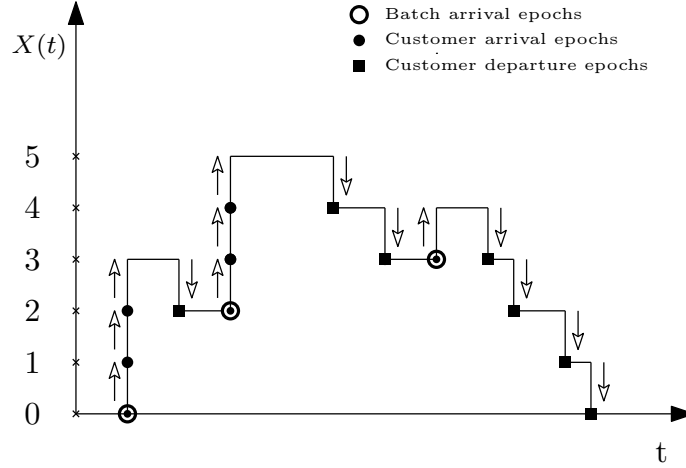 Batch arrival epochs
X(t)
Customer arrival epochs
Customer departure epochs
5
4
3
2
1
0
t